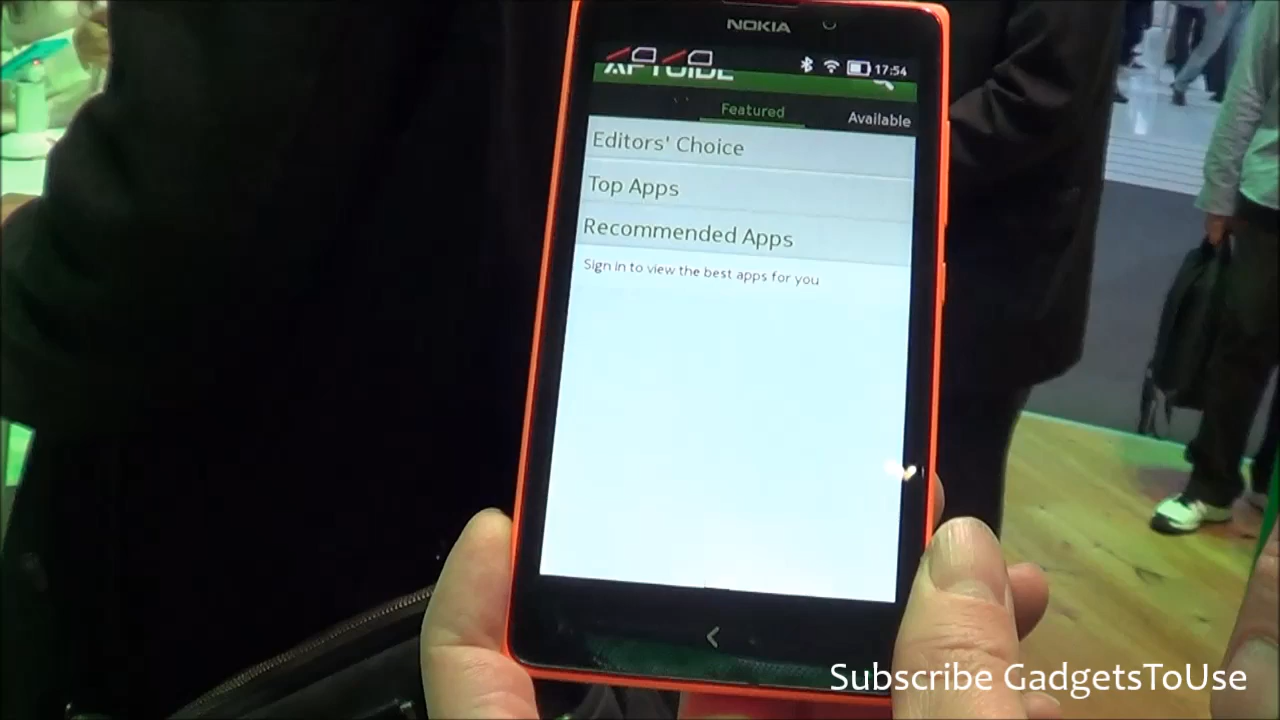 NOKIA
17:54
APTOIDE
Featured
Available
Editors' Choice
Top Apps
Recommended Apps
Sign in to view the best apps for you
Subscribe GadgetsToUse